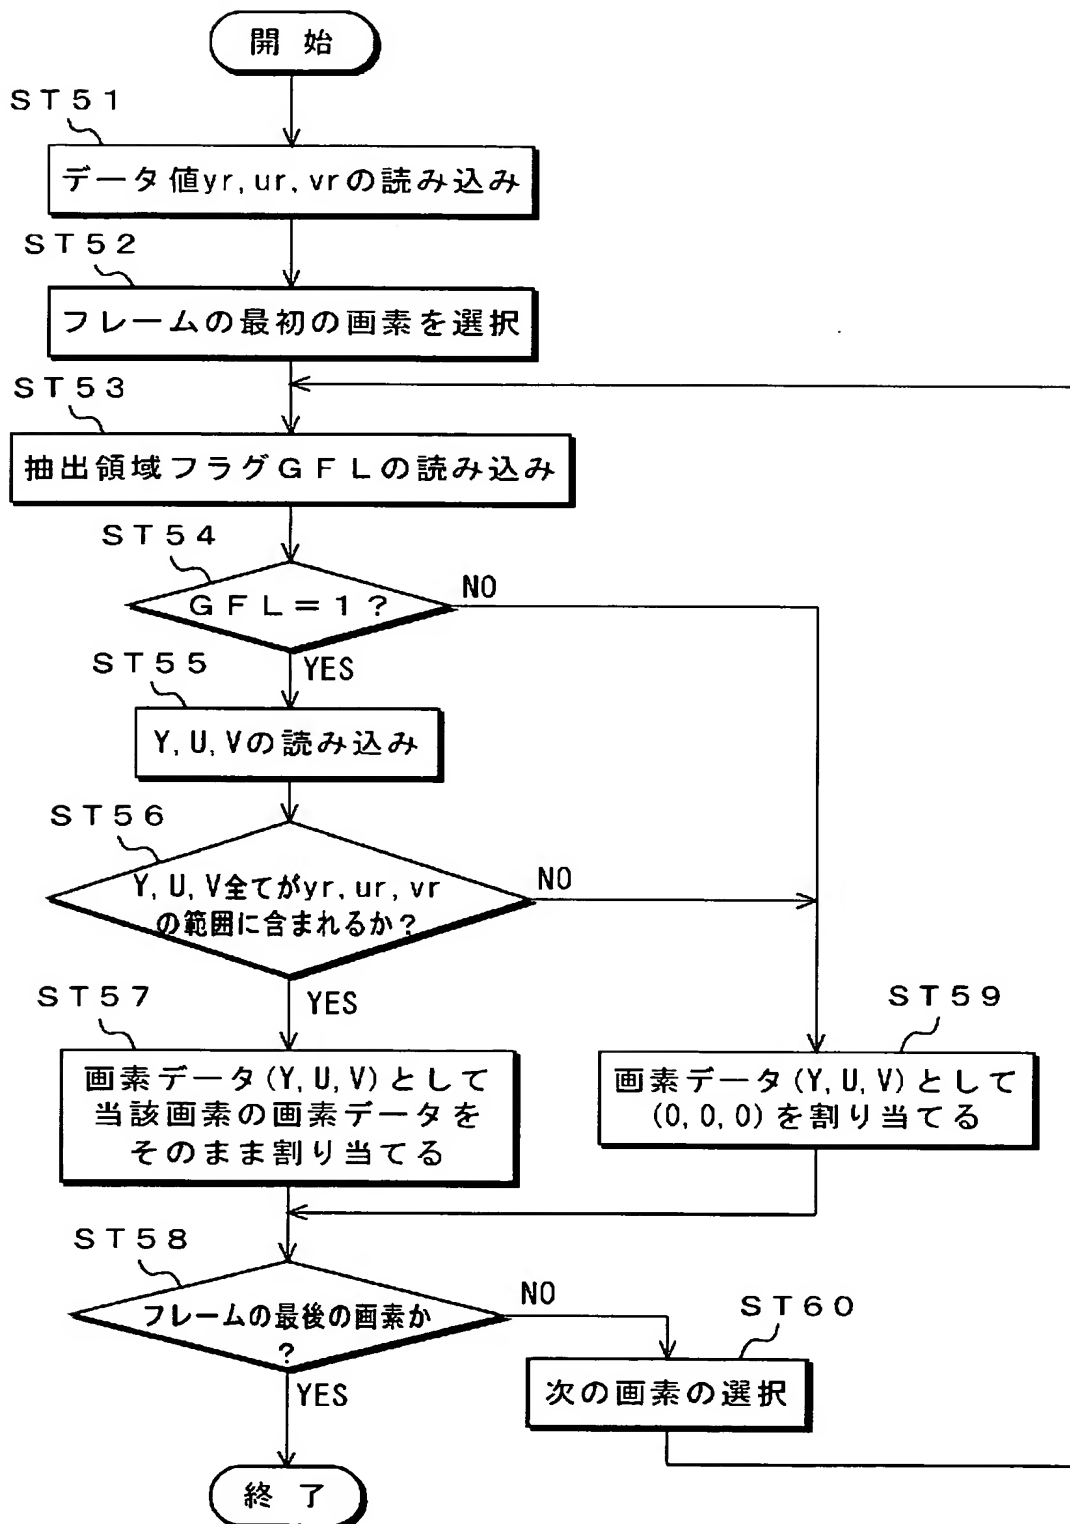 開始
ST51
データ値yr,ur,vrの読み込み
ST52
フレームの最初の画素を選択
ST53
抽出領域フラグGFLの読み込み
ST54
GFL=1?
NO
YES
ST55
Y,U,Vの読み込み
ST56
Y,U,V全てがyr,ur,vr
の範囲に含まれるか?
NO
YES
ST57
画素データ(Y,U,V)として
当該画素の画素データを
そのまま割り当てる
ST59
画素データ(Y,U,V)として
(0,0,0)を割り当てる
ST58
フレームの最後の画素か
?
NO
YES
ST60
次の画素の選択
終了